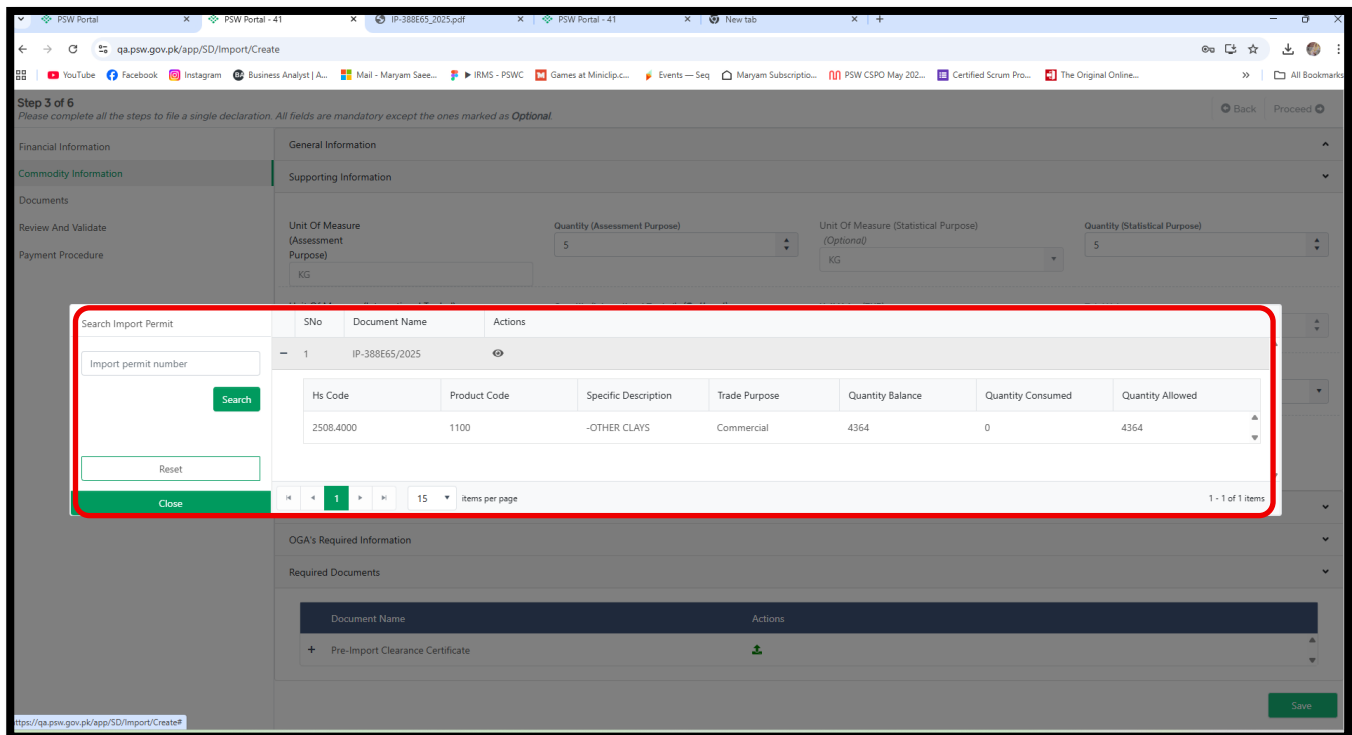 PSW Portal
PSW Portal - 41
IP-388E65_2025.pdf
PSW Portal - 41
New tab
qa.psw.gov.pk/app/SD/Import/Create
YouTube Facebook Instagram Business Analyst | A... Mail - Maryam Saee... IRMS - PSWC Games at Miniclip.c... Events — Seq Maryam Subscriptio... PSW CSPO May 202... Certified Scrum Pro... The Original Online... » All Bookmarks
Step 3 of 6
Please complete all the steps to file a single declaration. All fields are mandatory except the ones marked as Optional.
Back Proceed
Financial Information
Commodity Information
Documents
Review And Validate
Payment Procedure
General Information
Supporting Information
Unit Of Measure (Assessment Purpose)
KG
Quantity (Assessment Purpose)
5
Unit Of Measure (Statistical Purpose)
(Optional)
KG
Quantity (Statistical Purpose)
5
Search Import Permit
Import permit number
Search
Reset
Close
SNo Document Name Actions
1 IP-388E65/2025
Hs Code Product Code Specific Description Trade Purpose Quantity Balance Quantity Consumed Quantity Allowed
2508.4000 1100 -OTHER CLAYS Commercial 4364 0 4364
1 15 items per page 1 - 1 of 1 items
OGA's Required Information
Required Documents
Document Name Actions
+ Pre-Import Clearance Certificate
Save
https://qa.psw.gov.pk/app/SD/Import/Create#